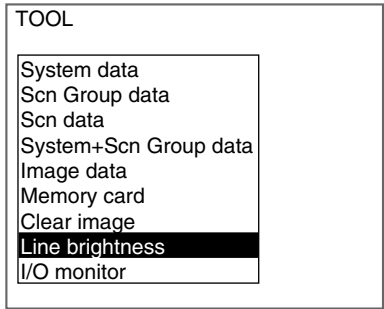 TOOL
System data
Scn Group data
Scn data
System+Scn Group data
Image data
Memory card
Clear image
Line brightness
I/O monitor